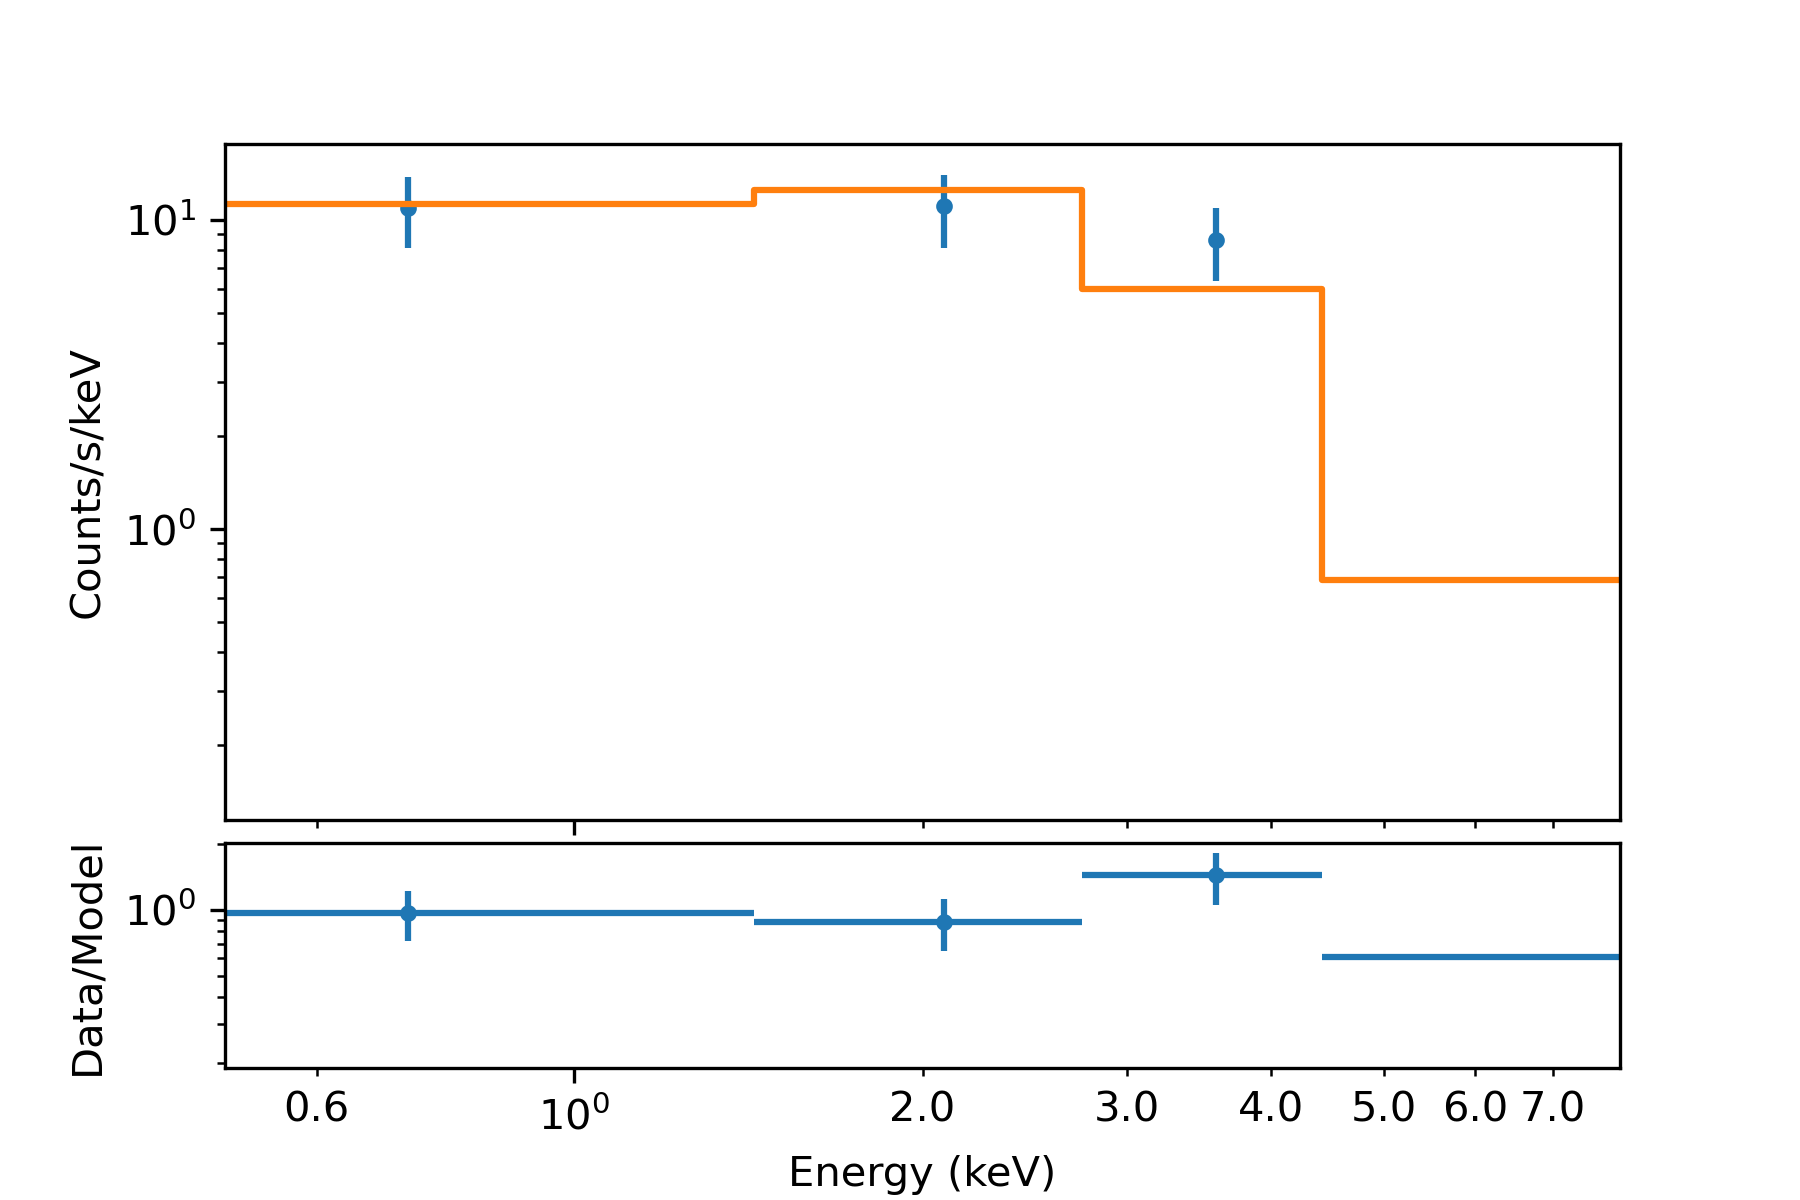 Counts/s/keV
10¹
10⁰
Data/Model
10⁰
0.6 10⁰ 2.0 3.0 4.0 5.0 6.0 7.0
Energy (keV)